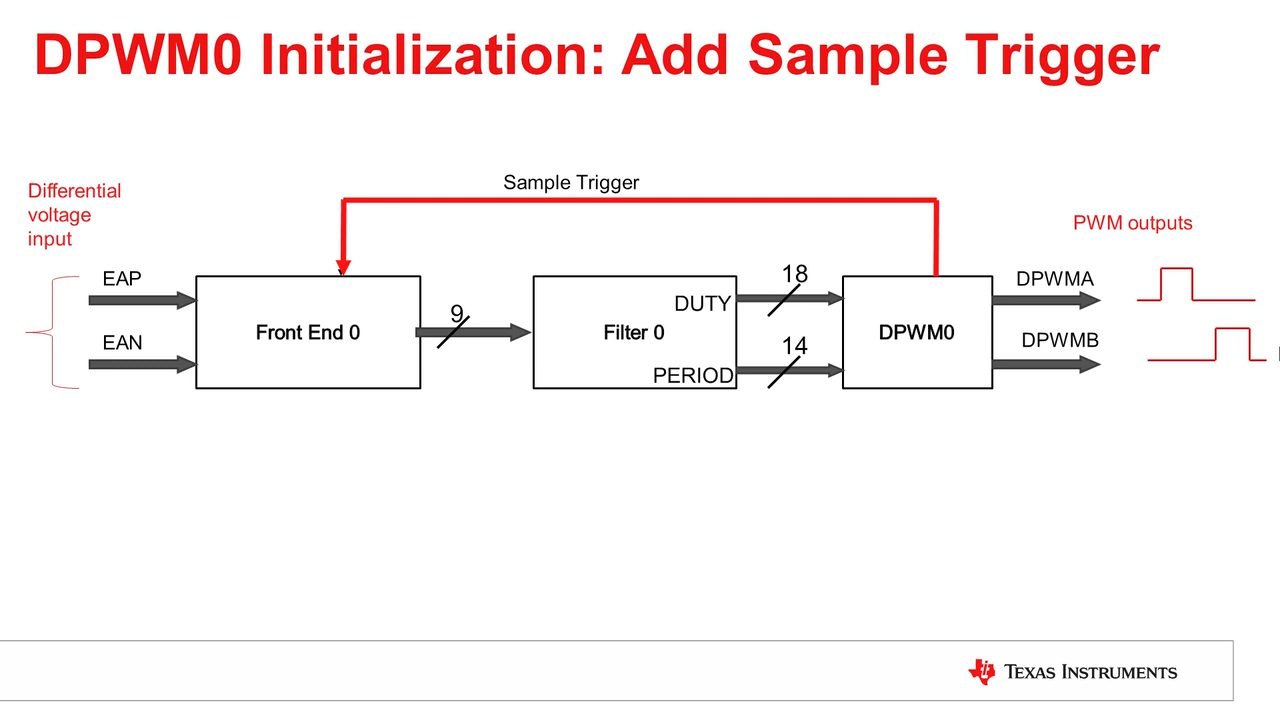 DPWM0 Initialization: Add Sample Trigger
Sample Trigger
Differential
voltage
input
PWM outputs
EAP
EAN
Front End 0
9
Filter 0
DUTY
PERIOD
18
14
DPWM0
DPWMA
DPWMB
TEXAS INSTRUMENTS